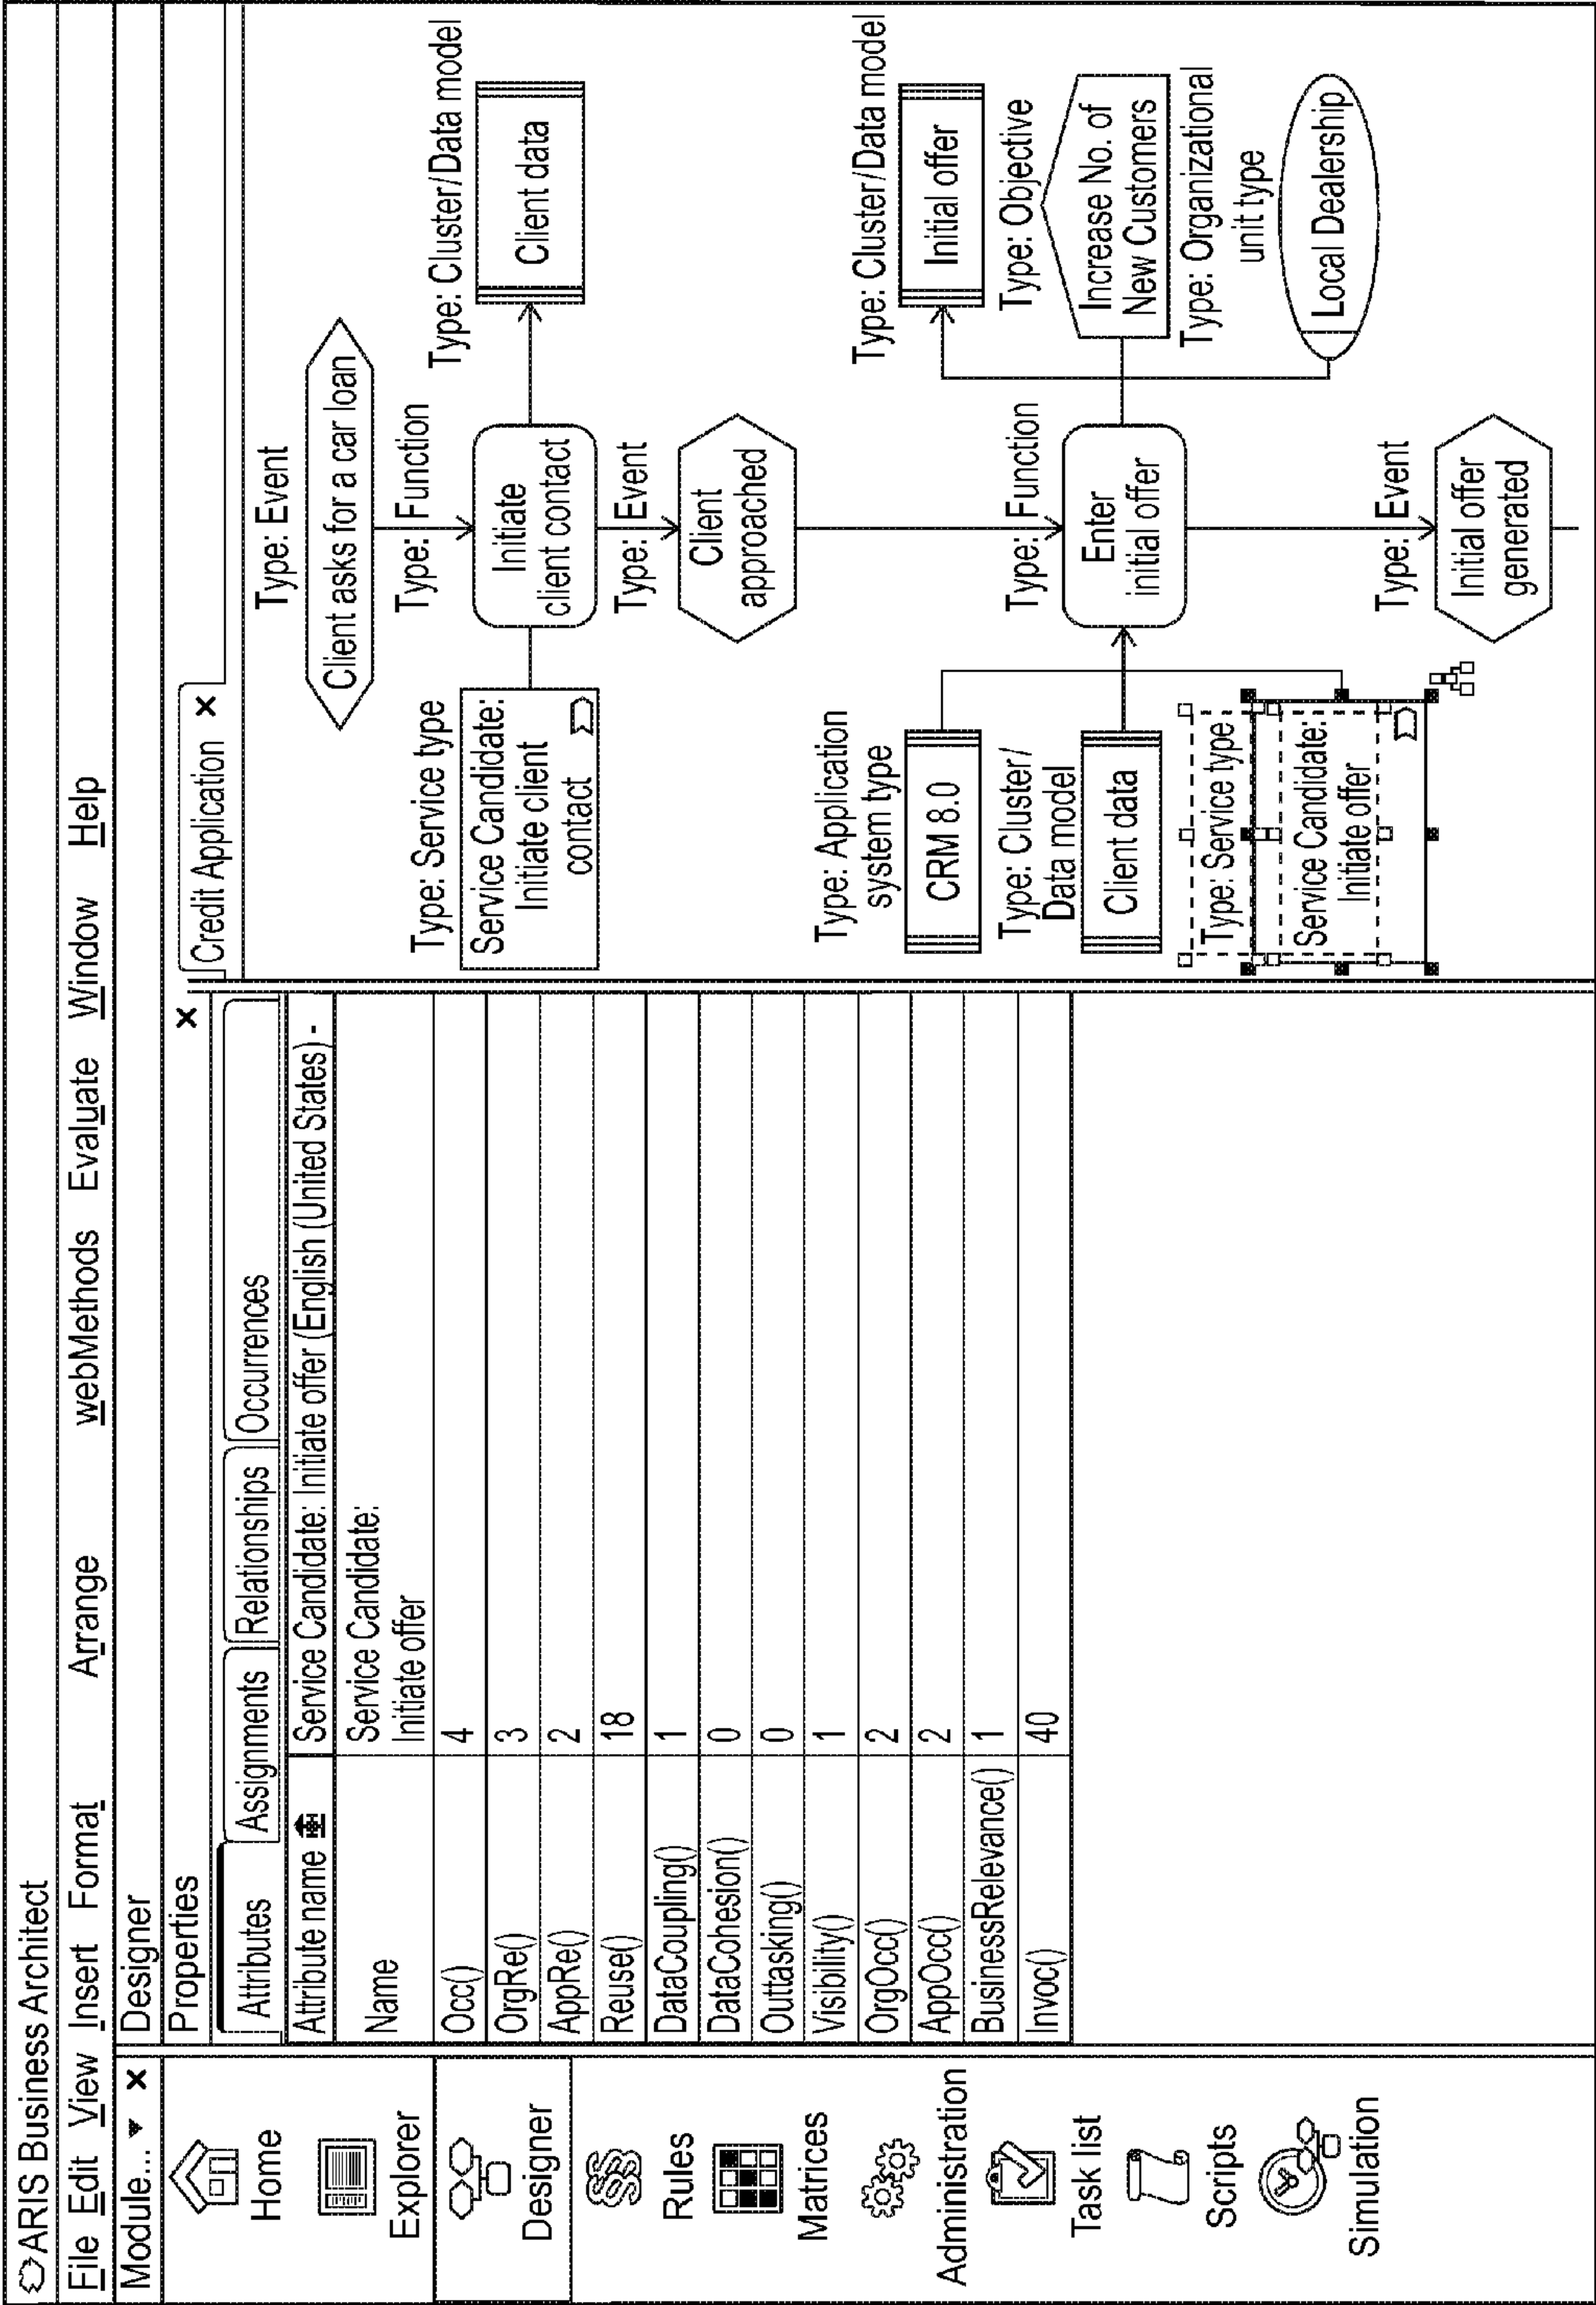 ARIS Business Architect
File Edit View Insert Format Arrange webMethods Evaluate Window Help
Module...
Home
Explorer
Designer
Rules
Matrices
Administration
Task list
Scripts
Simulation
Designer
Properties
Attributes Assignments Relationships Occurrences
Attribute name Service Candidate: Initiate offer (English (United States) -
Name Service Candidate:
Initiate offer
Occ() 4
OrgRe() 3
AppRe() 2
Reuse() 18
DataCoupling() 1
DataCohesion() 0
Outtasking() 0
Visibility() 1
OrgOcc() 2
AppOcc() 2
BusinessRelevance() 1
Invoc() 40
Credit Application
Type: Event
Client asks for a car loan
Type: Service type
Service Candidate:
Initiate client
contact
Type: Function
Initiate
client contact
Type: Cluster/Data model
Client data
Type: Event
Client
approached
Type: Application
system type
CRM 8.0
Type: Cluster/
Data model
Client data
Type: Service type
Service Candidate:
Initiate offer
Type: Function
Enter
initial offer
Type: Cluster/Data model
Initial offer
Type: Objective
Increase No. of
New Customers
Type: Organizational
unit type
Local Dealership
Type: Event
Initial offer
generated